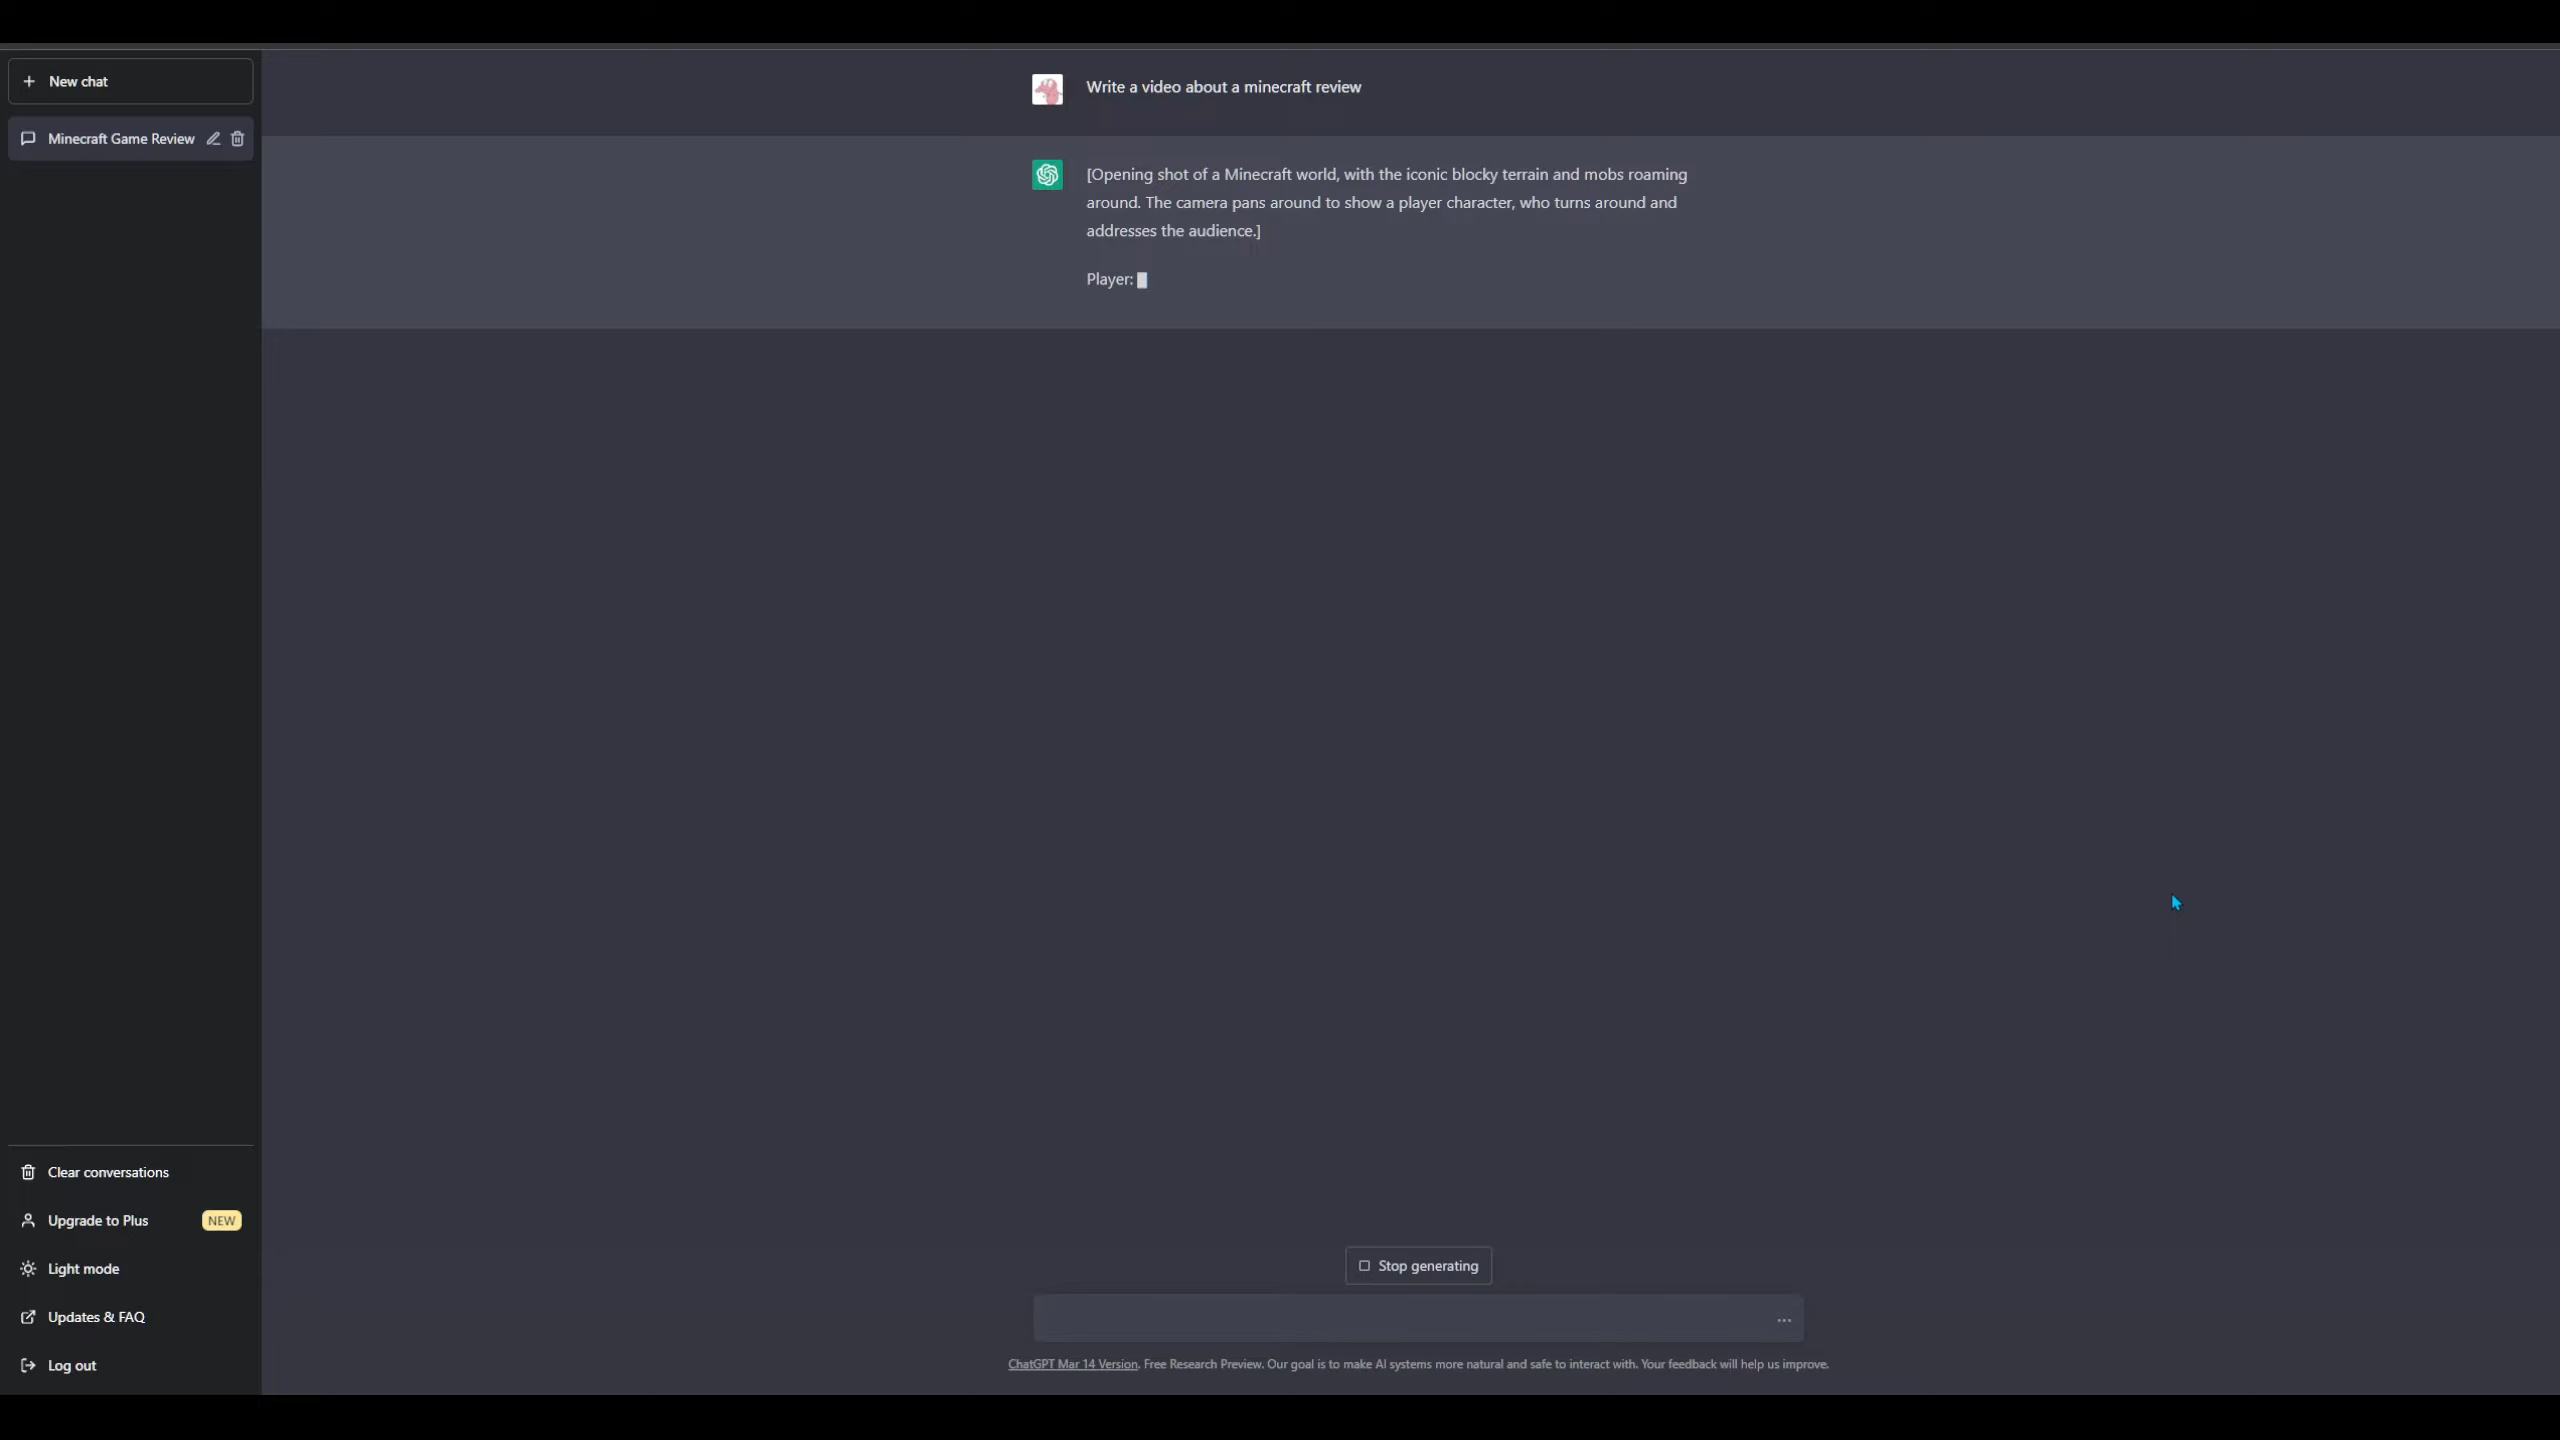 New chat
Minecraft Game Review
Write a video about a minecraft review
[Opening shot of a Minecraft world, with the iconic blocky terrain and mobs roaming
around. The camera pans around to show a player character, who turns around and
addresses the audience.]
Player:
Clear conversations
Upgrade to Plus NEW
Light mode
Updates & FAQ
Log out
Stop generating
ChatGPT Mar 14 Version. Free Research Preview. Our goal is to make AI systems more natural and safe to interact with. Your feedback will help us improve.